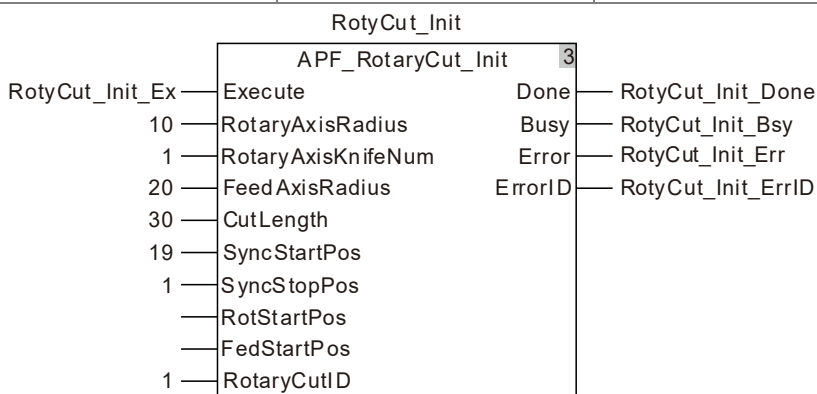 RotyCut_Init
APF_RotaryCut_Init 3
RotyCut_Init_Ex Execute Done RotyCut_Init_Done
10 RotaryAxisRadius Busy RotyCut_Init_Bsy
1 RotaryAxisKnifeNum Error RotyCut_Init_Err
20 FeedAxisRadius ErrorID RotyCut_Init_ErrID
30 CutLength
19 SyncStartPos
1 SyncStopPos
RotStartPos
FedStartPos
1 RotaryCutID